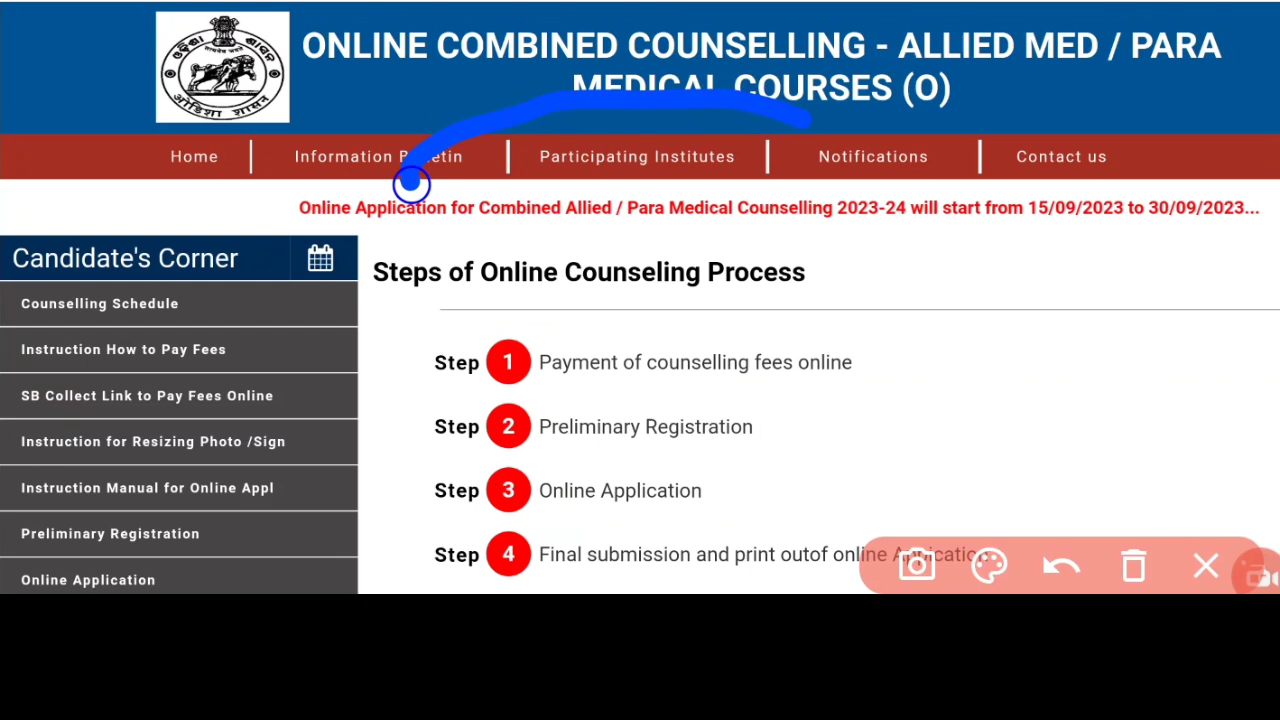 ONLINE COMBINED COUNSELLING - ALLIED MED / PARA
MEDICAL COURSES (O)
Home
Information Bulletin
Participating Institutes
Notifications
Contact us
Online Application for Combined Allied / Para Medical Counselling 2023-24 will start from 15/09/2023 to 30/09/2023...
Candidate's Corner
Counselling Schedule
Instruction How to Pay Fees
SB Collect Link to Pay Fees Online
Instruction for Resizing Photo /Sign
Instruction Manual for Online Appl
Preliminary Registration
Online Application
Steps of Online Counseling Process
Step 1 Payment of counselling fees online
Step 2 Preliminary Registration
Step 3 Online Application
Step 4 Final submission and print outof online